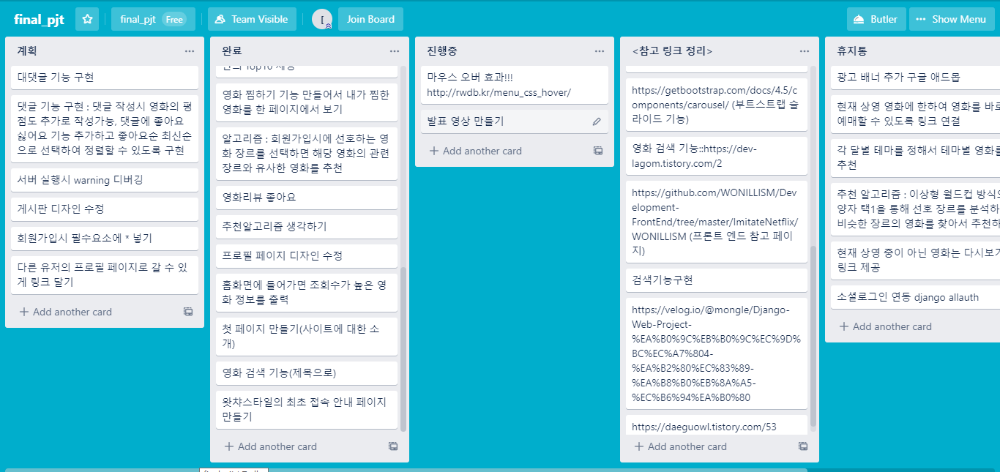 final_pjt
final_pjt Free
Team Visible
[
Join Board
Butler
Show Menu
계획
대댓글 기능 구현
댓글 기능 구현 : 댓글 작성시 영화의 평
점도 추가로 작성가능, 댓글에 좋아요
싫어요 기능 추가하고 좋아요순 최신순
으로 선택하여 정렬할 수 있도록 구현
서버 실행시 warning 디버깅
게시판 디자인 수정
회원가입시 필수요소에 * 넣기
다른 유저의 프로필 페이지로 갈 수 있
게 링크 달기
Add another card
완료
영화 찜하기 기능 만들어서 내가 찜한
영화를 한 페이지에서 보기
알고리즘 : 회원가입시에 선호하는 영
화 장르를 선택하면 해당 영화의 관련
장르와 유사한 영화를 추천
영화리뷰 좋아요
추천알고리즘 생각하기
프로필 페이지 디자인 수정
홈화면에 들어가면 조회수가 높은 영
화 정보를 출력
첫 페이지 만들기(사이트에 대한 소
개)
영화 검색 기능(제목으로)
왓챠스타일의 최초 접속 안내 페이지
만들기
Add another card
진행중
마우스 오버 효과!!!
http://rwdb.kr/menu_css_hover/
발표 영상 만들기
Add another card
<참고 링크 정리>
https://getbootstrap.com/docs/4.5/c
omponents/carousel/ (부트스트랩 슬
라이드 기능)
영화 검색 기능::https://dev-
lagom.tistory.com/2
https://github.com/WONILLISM/Dev
elopment-
FrontEnd/tree/master/ImitateNetflix/
WONILLISM (프론트 엔드 참고 페이
지)
검색기능구현
https://velog.io/@mongle/Django-
Web-Project-
%EA%B0%9C%EB%B0%9C%EC%9D%
BC%EC%A7%804-
%EA%B2%80%EC%83%89-
%EA%B8%B0%EB%8A%A5-
%EC%B6%94%EA%B0%80
https://daeguowl.tistory.com/53
Add another card
휴지통
광고 배너 추가 구글 애드몹
현재 상영 영화에 한하여 영화를 바로
예매할 수 있도록 링크 연결
각 달별 테마를 정해서 테마별 영화를
추천
추천 알고리즘 : 이상형 월드컵 방식으
양자 택1을 통해 선호 장르를 분석하
비슷한 장르의 영화를 찾아서 추천하
현재 상영 중이 아닌 영화는 다시보기
링크 제공
소셜로그인 연동 django allauth
Add another card